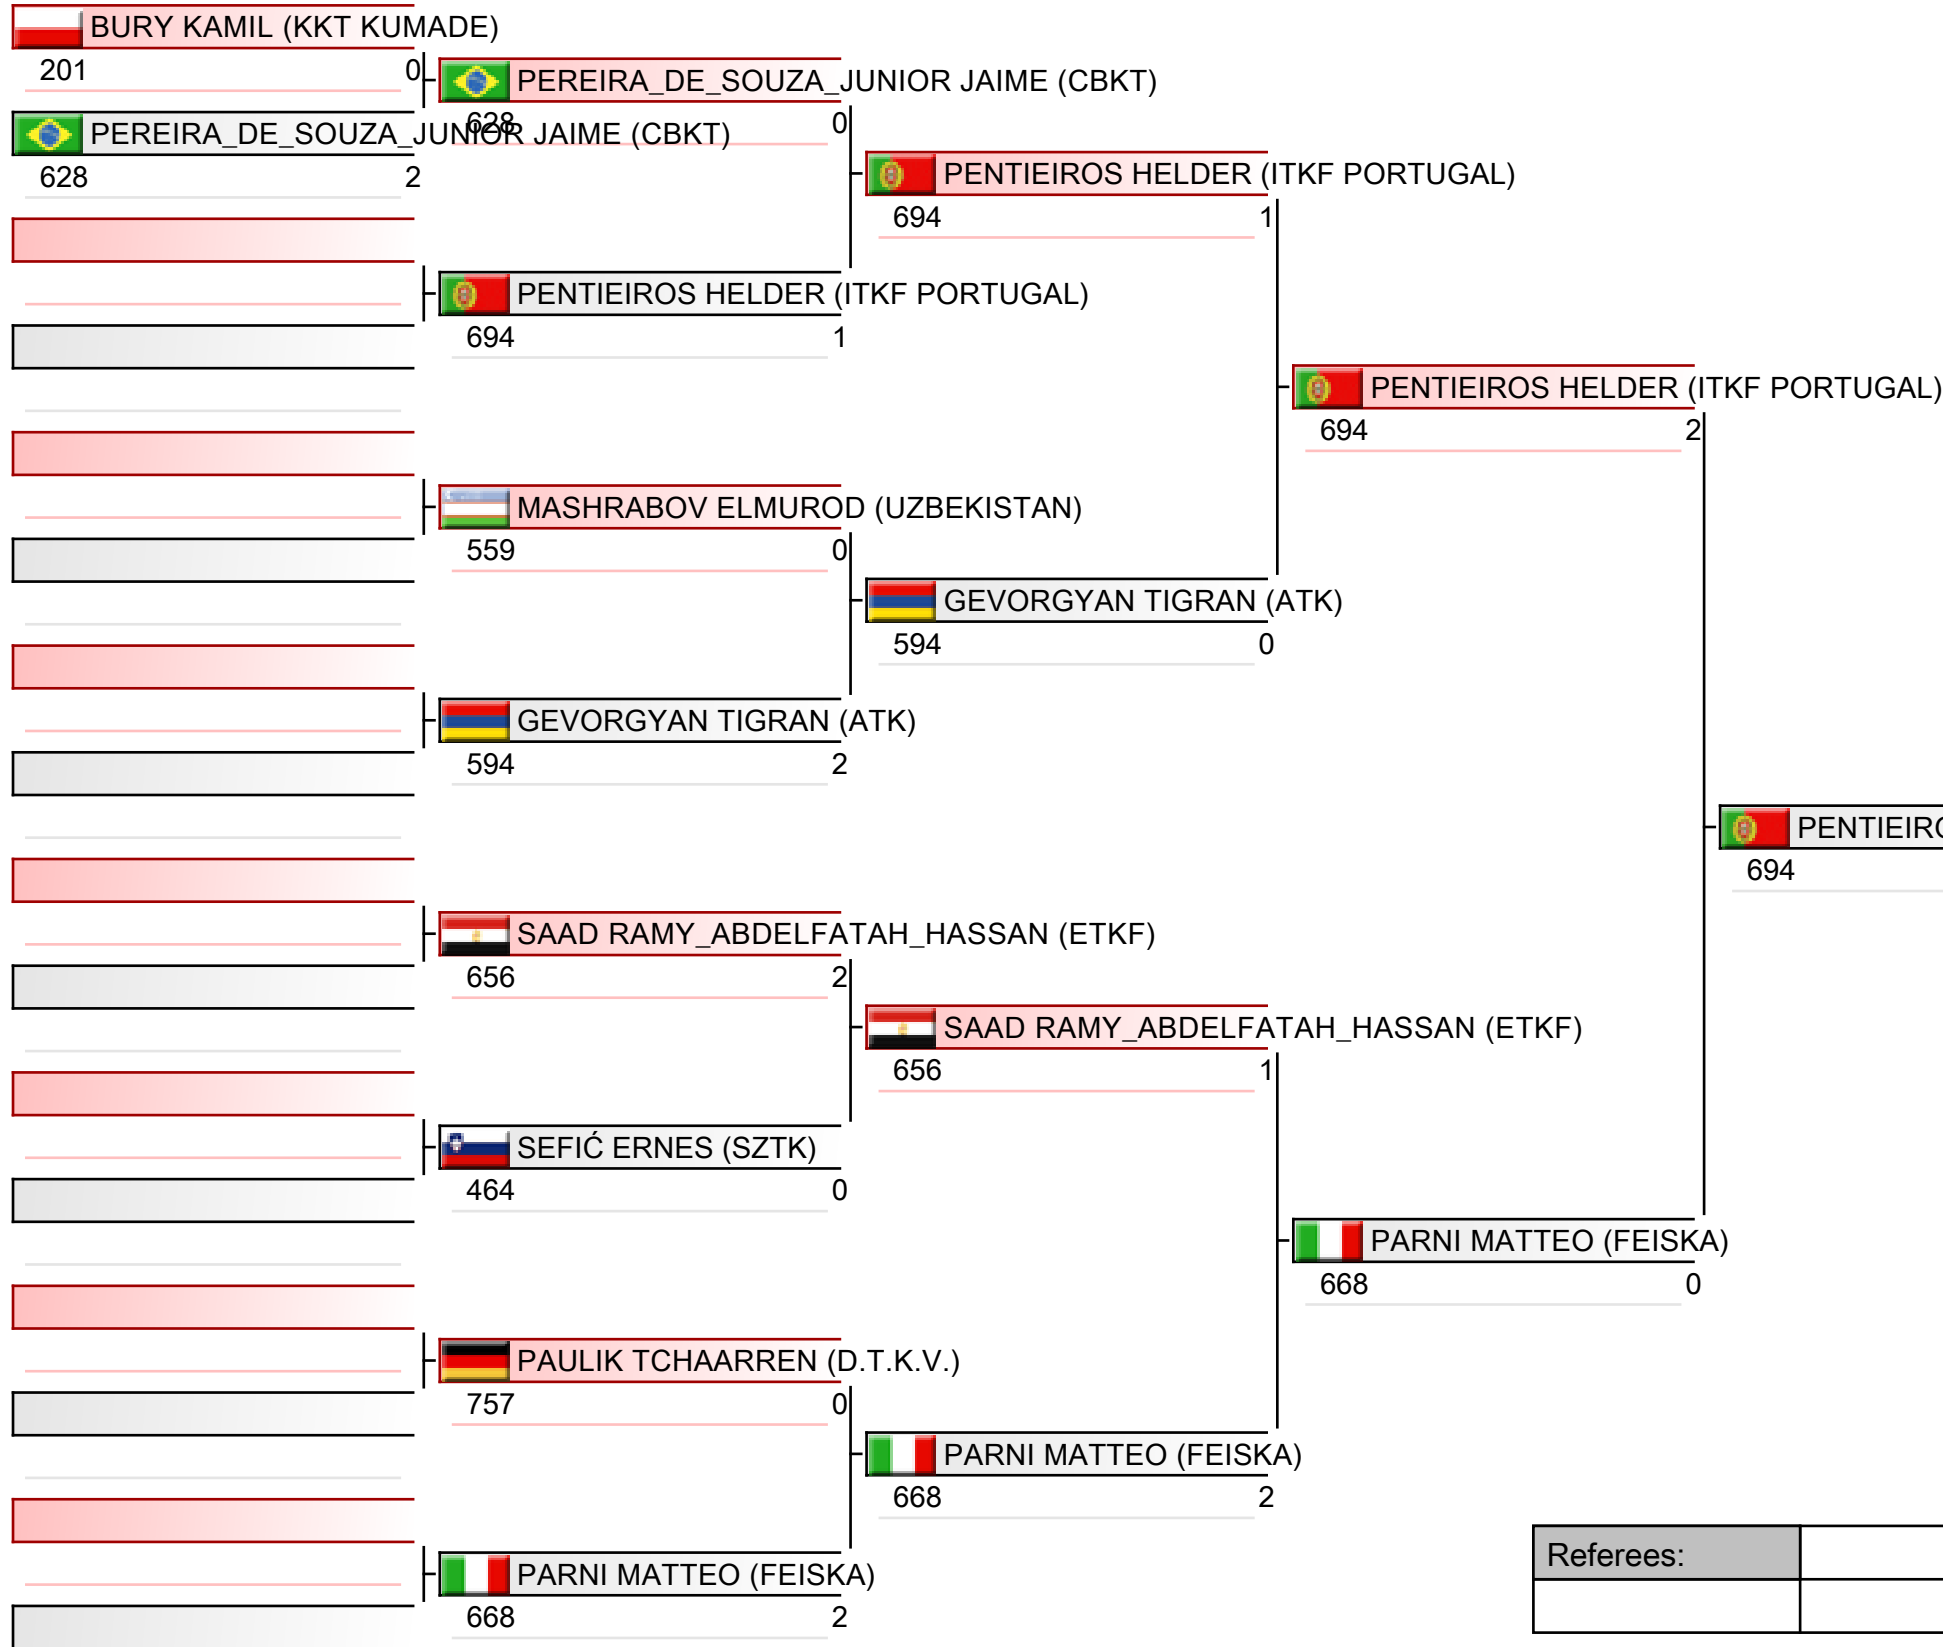 BURY KAMIL (KKT KUMADE)
201 0
PEREIRA_DE_SOUZA_JUNIOR JAIME (CBKT)
628 2
PEREIRA_DE_SOUZA_JUNIOR JAIME (CBKT)
628 0
PENTIEIROS HELDER (ITKF PORTUGAL)
694 1
MASHRABOV ELMUROD (UZBEKISTAN)
559 0
GEVORGYAN TIGRAN (ATK)
594 2
SAAD RAMY_ABDELFATAH_HASSAN (ETKF)
656 2
SEFIĆ ERNES (SZTK)
464 0
PAULIK TCHAARREN (D.T.K.V.)
757 0
PARNI MATTEO (FEISKA)
668 2
PENTIEIROS HELDER (ITKF PORTUGAL)
694 1
GEVORGYAN TIGRAN (ATK)
594 0
SAAD RAMY_ABDELFATAH_HASSAN (ETKF)
656 1
PARNI MATTEO (FEISKA)
668 2
PENTIEIROS HELDER (ITKF PORTUGAL)
694 2
PARNI MATTEO (FEISKA)
668 0
PENTIEIRO
694
Referees: